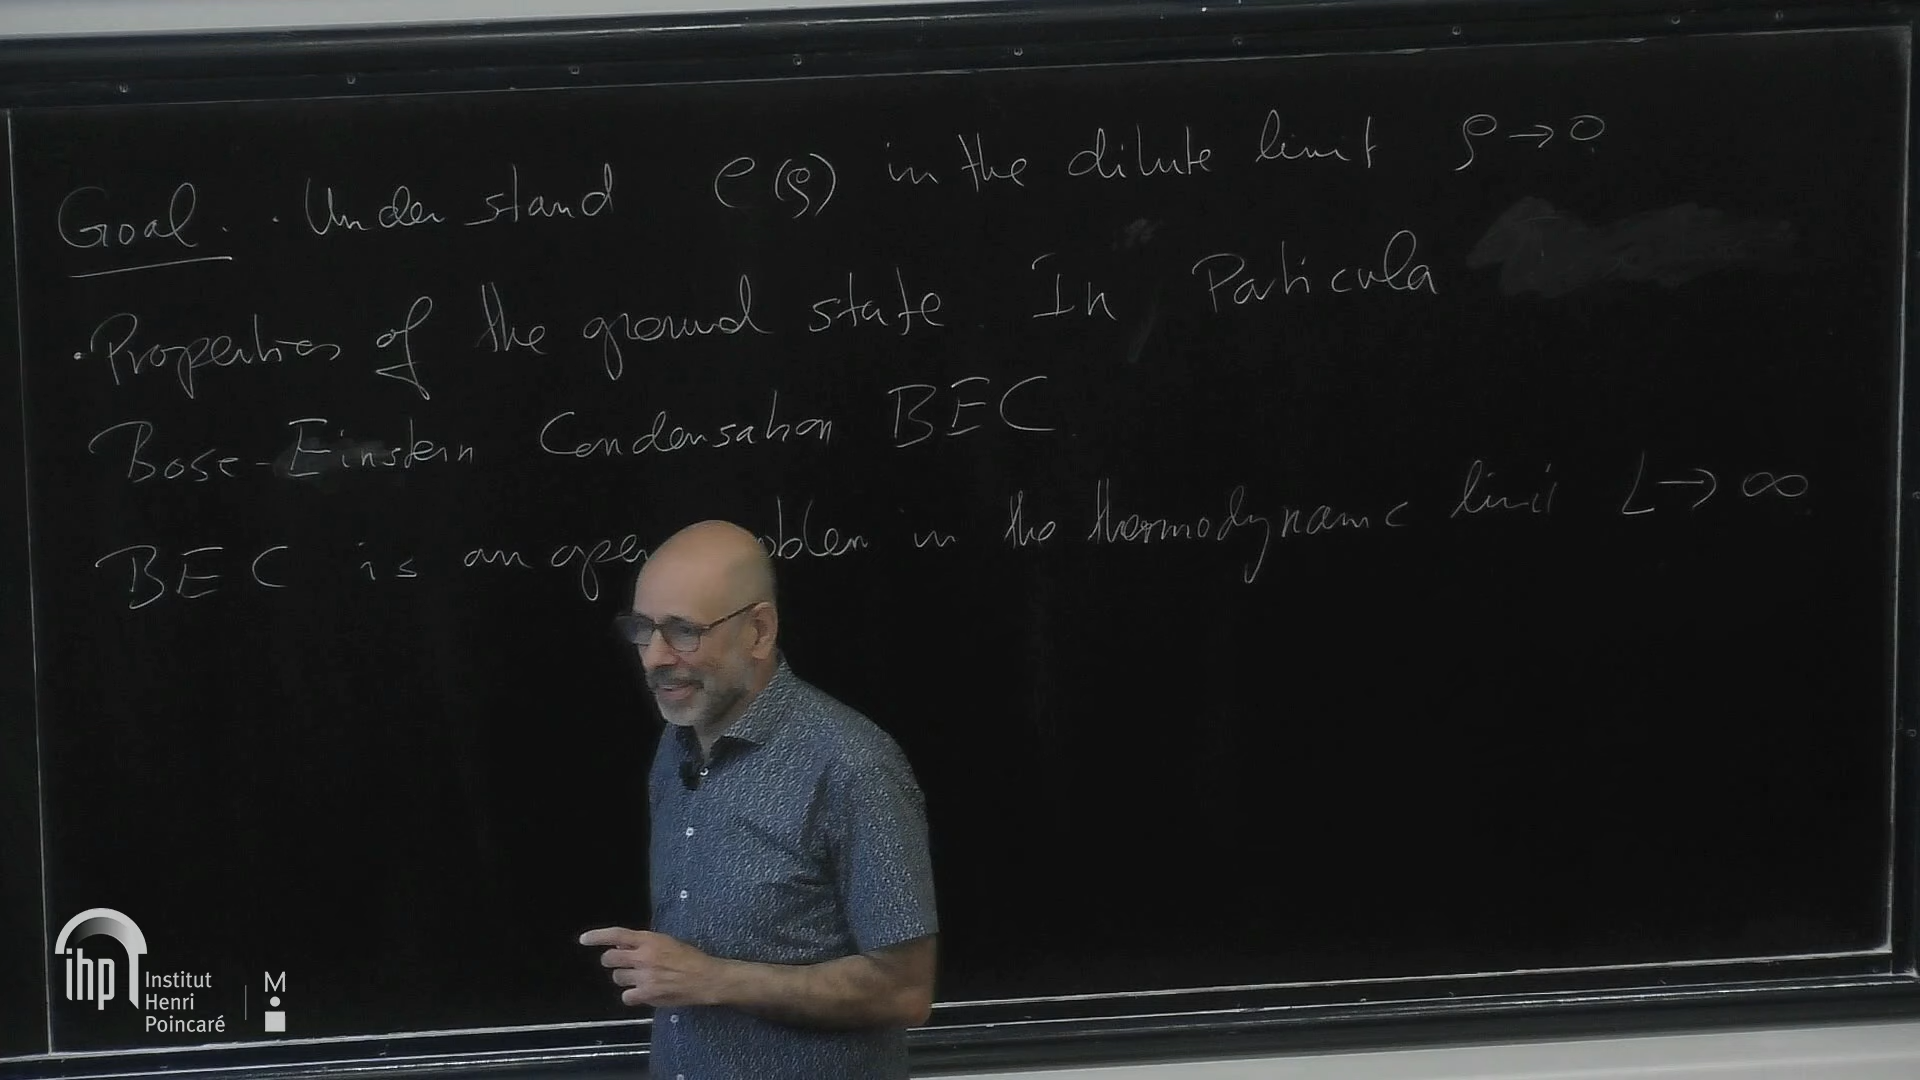 Goal. · Understand e(ρ) in the dilute limit ρ → 0
· Properties of the ground state. In Particula
Bose-Einstein Condensation BEC
BEC is an open problem in the thermodynamic limit L → ∞
ihp Institut
Henri
Poincaré
M